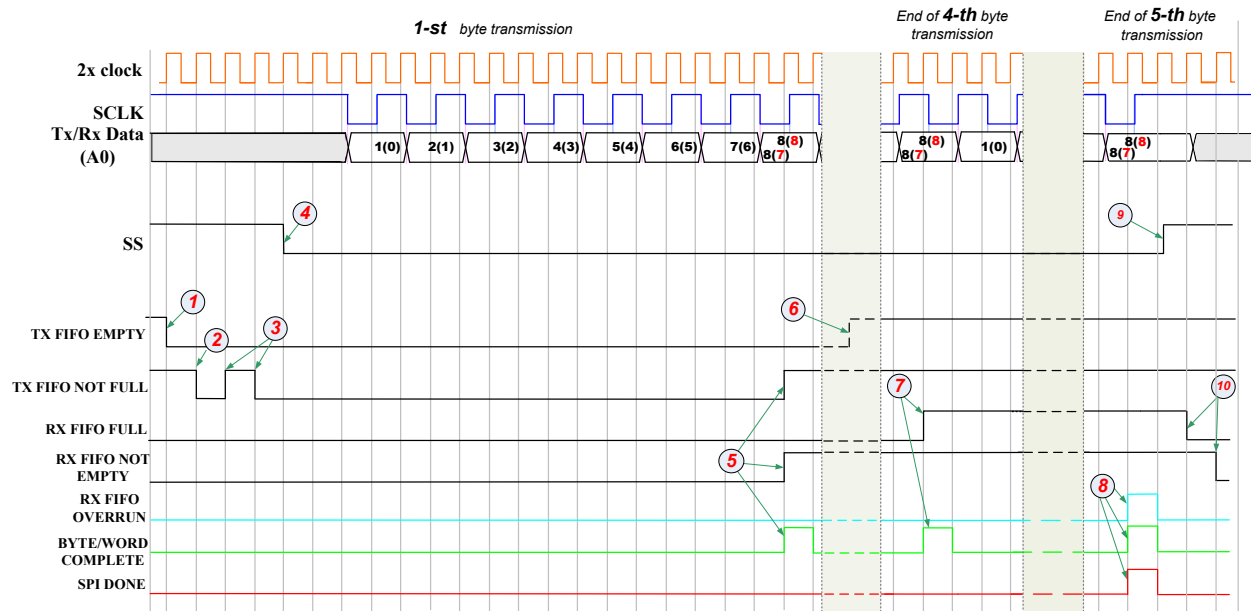 1-st byte transmission
End of 4-th byte
transmission
End of 5-th byte
transmission
2x clock
SCLK
Tx/Rx Data
(A0)
1(0) 2(1) 3(2) 4(3) 5(4) 6(5) 7(6) 8(8) 8(8) 1(0) 8(8)
8(7) 8(7) 8(7)
4
9
SS
1
6
2
3
TX FIFO EMPTY
7
10
TX FIFO NOT FULL
RX FIFO FULL
5
RX FIFO NOT
EMPTY
8
RX FIFO
OVERRUN
BYTE/WORD
COMPLETE
SPI DONE